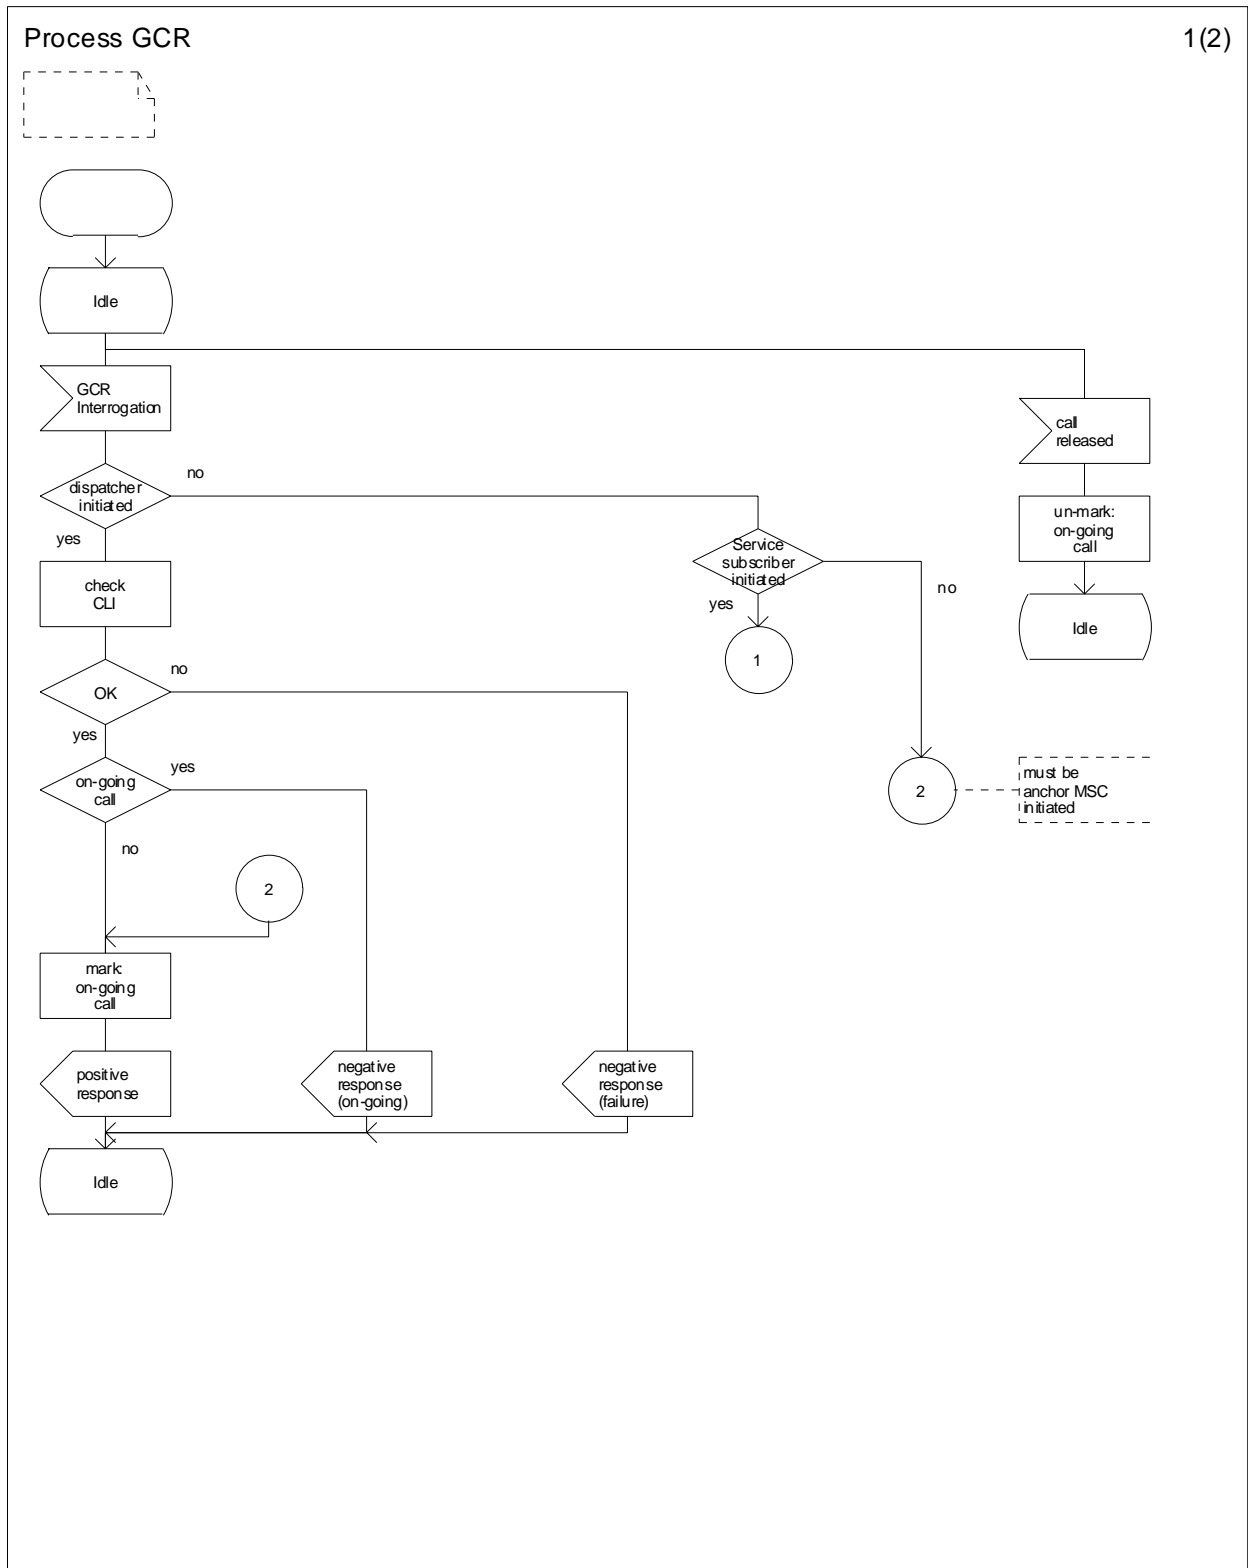 Process GCR
1(2)
Idle
GCR
Interrogation
call
released
no
dispatcher
initiated
yes
un-mark:
on-going
call
Service
subscriber
initiated
no
yes
check
CLI
Idle
1
no
OK
yes
on-going
call
yes
no
2
must be
anchor MSC
initiated
2
mark:
on-going
call
positive
response
negative
response
(on-going)
negative
response
(failure)
Idle